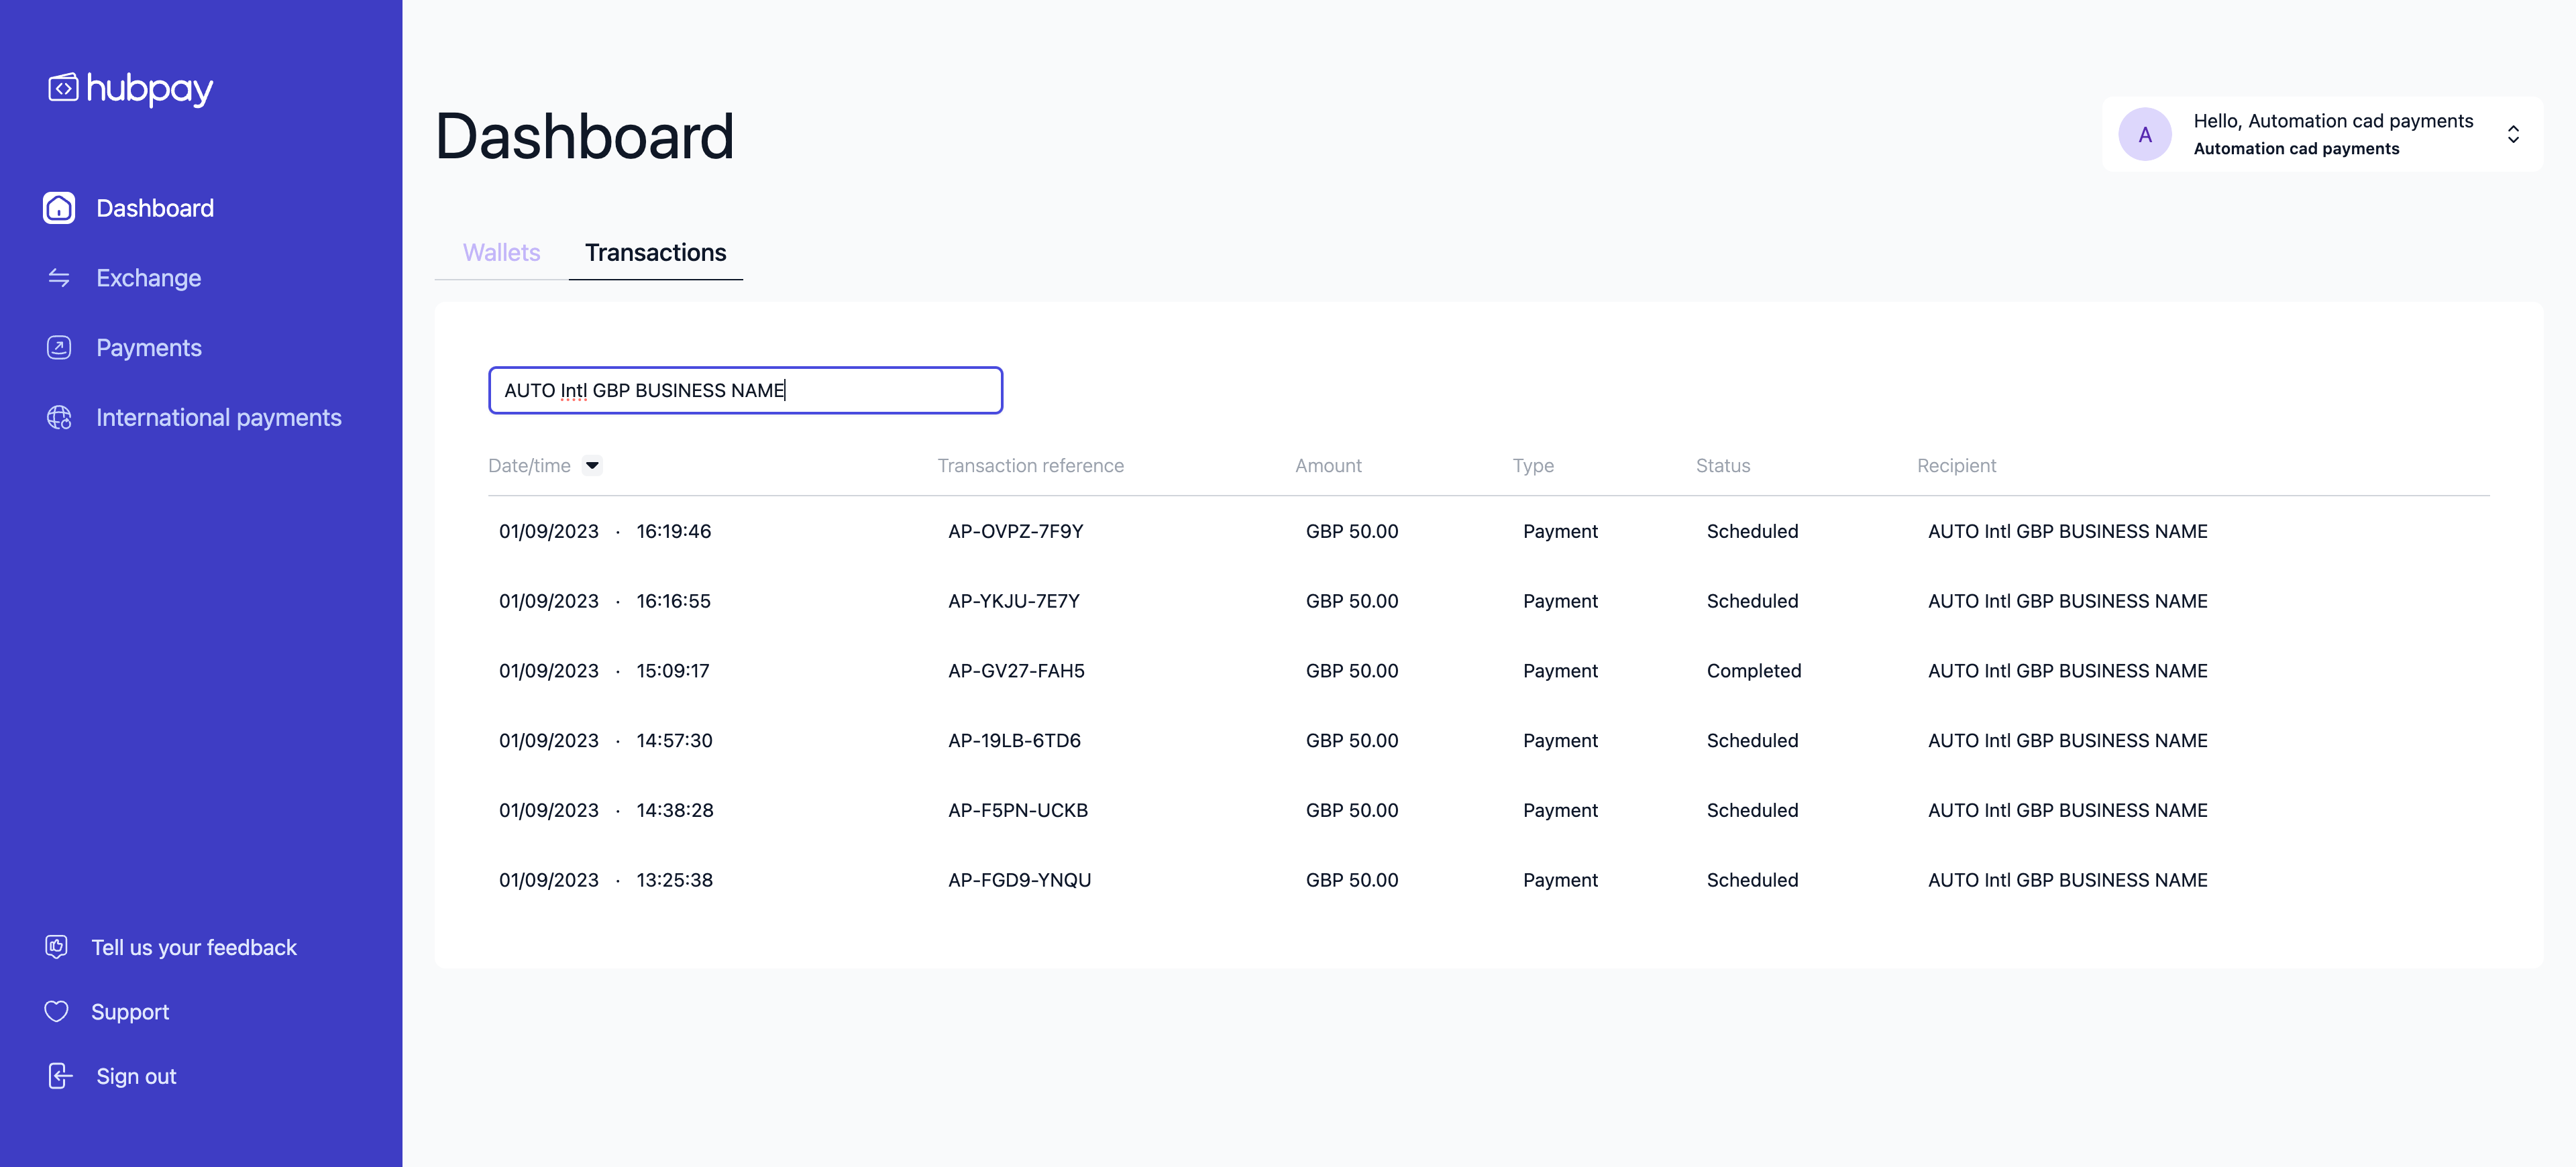 hubpay
Dashboard
Exchange
Payments
International payments
Tell us your feedback
Support
Sign out
Dashboard
A
Hello, Automation cad payments
Automation cad payments
Wallets Transactions
AUTO Intl GBP BUSINESS NAME
Date/time Transaction reference Amount Type Status Recipient
01/09/2023 · 16:19:46 AP-OVPZ-7F9Y GBP 50.00 Payment Scheduled AUTO Intl GBP BUSINESS NAME
01/09/2023 · 16:16:55 AP-YKJU-7E7Y GBP 50.00 Payment Scheduled AUTO Intl GBP BUSINESS NAME
01/09/2023 · 15:09:17 AP-GV27-FAH5 GBP 50.00 Payment Completed AUTO Intl GBP BUSINESS NAME
01/09/2023 · 14:57:30 AP-19LB-6TD6 GBP 50.00 Payment Scheduled AUTO Intl GBP BUSINESS NAME
01/09/2023 · 14:38:28 AP-F5PN-UCKB GBP 50.00 Payment Scheduled AUTO Intl GBP BUSINESS NAME
01/09/2023 · 13:25:38 AP-FGD9-YNQU GBP 50.00 Payment Scheduled AUTO Intl GBP BUSINESS NAME